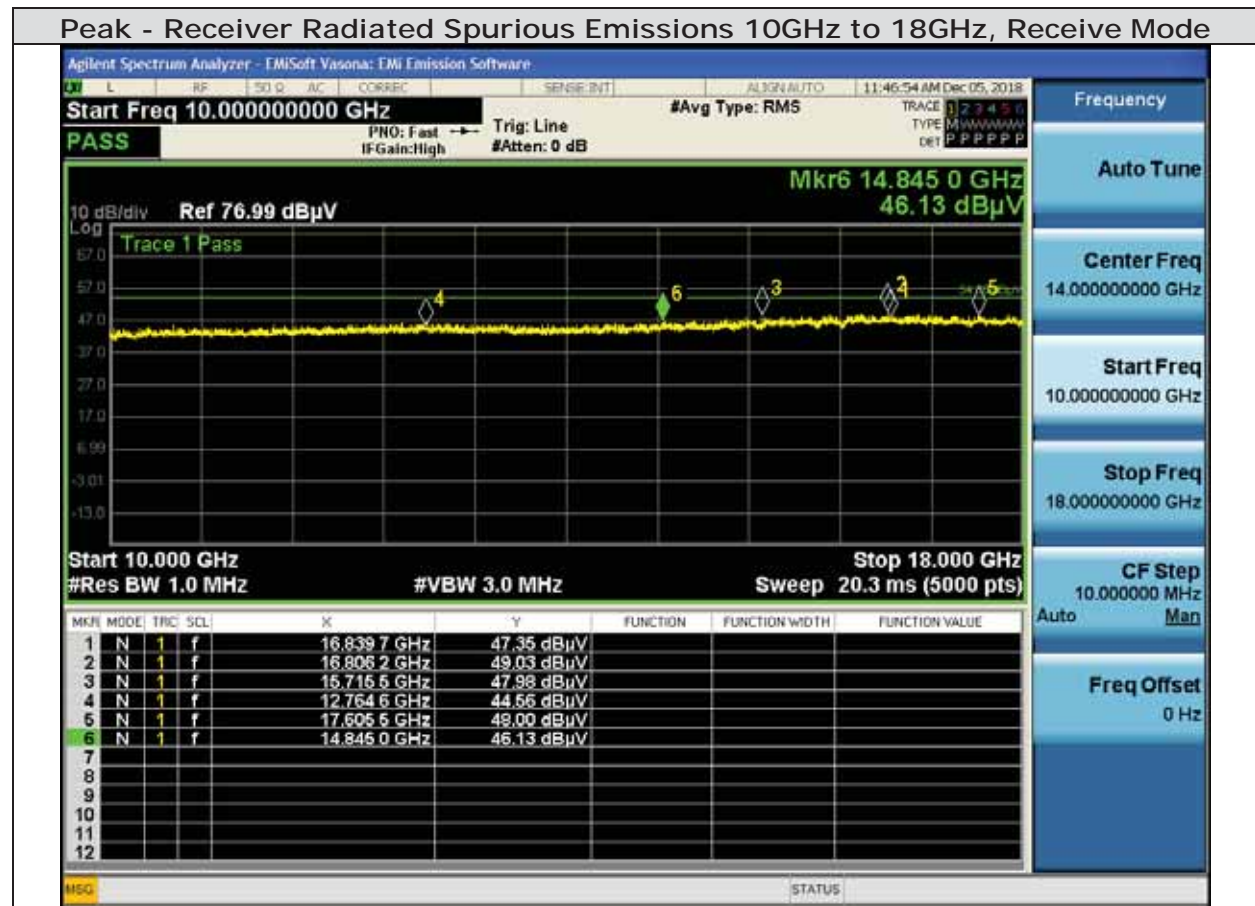 Peak - Receiver Radiated Spurious Emissions 10GHz to 18GHz, Receive Mode
Agilent Spectrum Analyzer - EMiSoft Vasona: EMi Emission Software
L RF 50 Ω AC CORREC SENSE:INT ALIGN AUTO 11:46:54 AM Dec 05, 2018
Start Freq 10.000000000 GHz
PNO: Fast
IFGain:High
Trig: Line
#Atten: 0 dB
#Avg Type: RMS
TRACE 1 2 3 4 5 6
TYPE M
DET P P P P P P
PASS
Mkr6 14.845 0 GHz
46.13 dBµV
10 dB/div Ref 76.99 dBµV
Log
Trace 1 Pass
67.0
57.0
47.0
37.0
27.0
17.0
6.99
-3.01
-13.0
4
6
3
2
5
Start 10.000 GHz Stop 18.000 GHz
#Res BW 1.0 MHz #VBW 3.0 MHz Sweep 20.3 ms (5000 pts)
MKR MODE TRC SCL X Y FUNCTION FUNCTION WIDTH FUNCTION VALUE
1 N 1 f 16.839 7 GHz 47.35 dBµV
2 N 1 f 16.806 2 GHz 49.03 dBµV
3 N 1 f 15.715 5 GHz 47.98 dBµV
4 N 1 f 12.764 6 GHz 44.56 dBµV
5 N 1 f 17.605 5 GHz 48.00 dBµV
6 N 1 f 14.845 0 GHz 46.13 dBµV
7
8
9
10
11
12
MSG STATUS
Frequency
Auto Tune
Center Freq
14.000000000 GHz
Start Freq
10.000000000 GHz
Stop Freq
18.000000000 GHz
CF Step
10.000000 MHz
Auto Man
Freq Offset
0 Hz